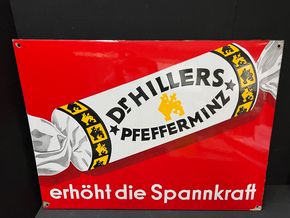 Dr HILLERS
PFEFFERMINZ
erhöht die Spannkraft